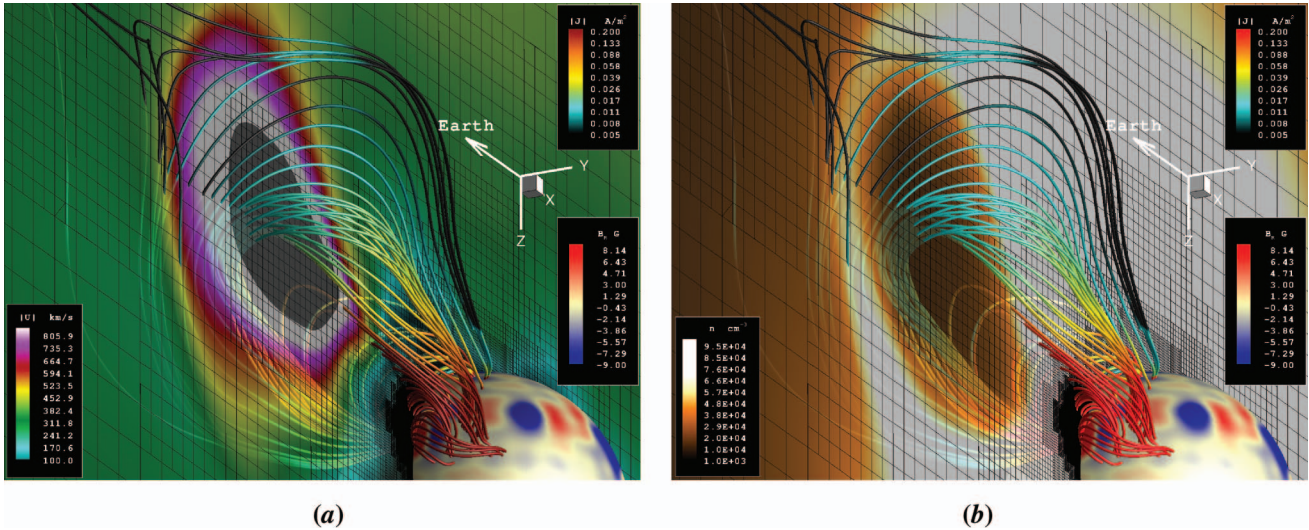 |J| A/m²
0.200
0.133
0.088
0.058
0.039
0.026
0.017
0.011
0.008
0.005
Earth
Y
X
Z
Bᵣ G
8.14
6.43
4.71
3.00
1.29
-0.43
-2.14
-3.86
-5.57
-7.29
-9.00
|U| km/s
805.9
735.3
664.7
594.1
523.5
452.9
382.4
311.8
241.2
170.6
100.0
(a)
|J| A/m²
0.200
0.133
0.088
0.058
0.039
0.026
0.017
0.011
0.008
0.005
Earth
Y
X
Z
Bᵣ G
8.14
6.43
4.71
3.00
1.29
-0.43
-2.14
-3.86
-5.57
-7.29
-9.00
n cm⁻³
9.5E+04
8.5E+04
7.6E+04
6.6E+04
5.7E+04
4.8E+04
3.8E+04
2.9E+04
2.0E+04
1.0E+03
(b)